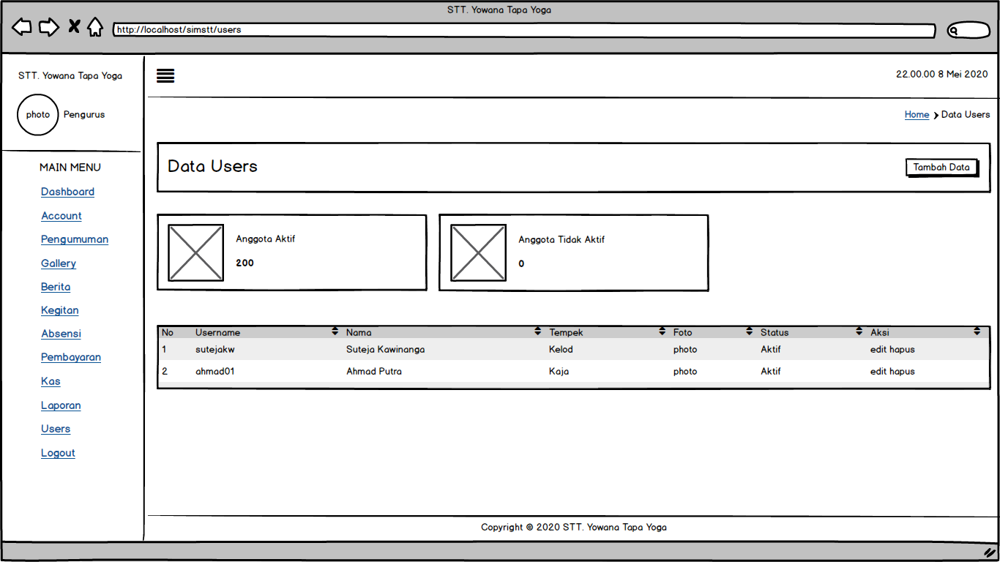 STT. Yowana Tapa Yoga
http://localhost/simstt/users
STT. Yowana Tapa Yoga
photo Pengurus
MAIN MENU
Dashboard
Account
Pengumuman
Gallery
Berita
Kegitan
Absensi
Pembayaran
Kas
Laporan
Users
Logout
22.00.00 8 Mei 2020
Home Data Users
Data Users
Tambah Data
Anggota Aktif
200
Anggota Tidak Aktif
0
No Username Nama Tempek Foto Status Aksi
1 sutejakw Suteja Kawinanga Kelod photo Aktif edit hapus
2 ahmad01 Ahmad Putra Kaja photo Aktif edit hapus
Copyright © 2020 STT. Yowana Tapa Yoga